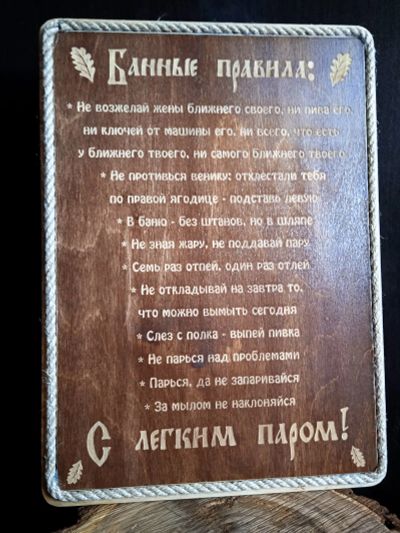 Банные правила:
* Не возжелай жены ближнего своего, ни пива его,
ни ключей от машины его, ни всего, что есть
у ближнего твоего, ни самого ближнего твоего
* Не противься венику: отхлестали тебя
по правой ягодице - подставь левую
* В баню - без штанов, но в шляпе
* Не зная жару, не поддавай пару
* Семь раз отпей, один раз отлей
* Не откладывай на завтра то,
что можно вымыть сегодня
* Слез с полка - выпей пивка
* Не парься над проблемами
* Парься, да не запаривайся
* За мылом не наклоняйся
С легким паром!